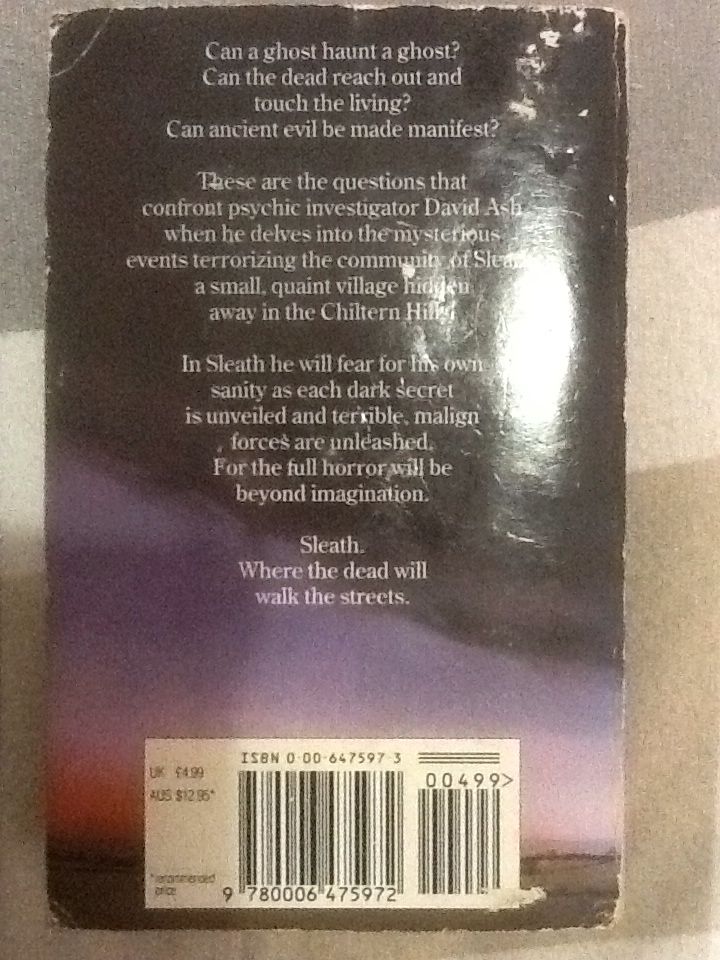 Can a ghost haunt a ghost?
Can the dead reach out and
touch the living?
Can ancient evil be made manifest?
These are the questions that
confront psychic investigator David Ash
when he delves into the mysterious
events terrorizing the community of Sleath
a small, quaint village hidden
away in the Chiltern Hills.
In Sleath he will fear for his own
sanity as each dark secret
is unveiled and terrible, malign
forces are unleashed.
For the full horror will be
beyond imagination.
Sleath.
Where the dead will
walk the streets.
ISBN 0-00-647597 3
UK £4.99
AUS $12.95*
00499>
*recommended
price
9 780006 475972